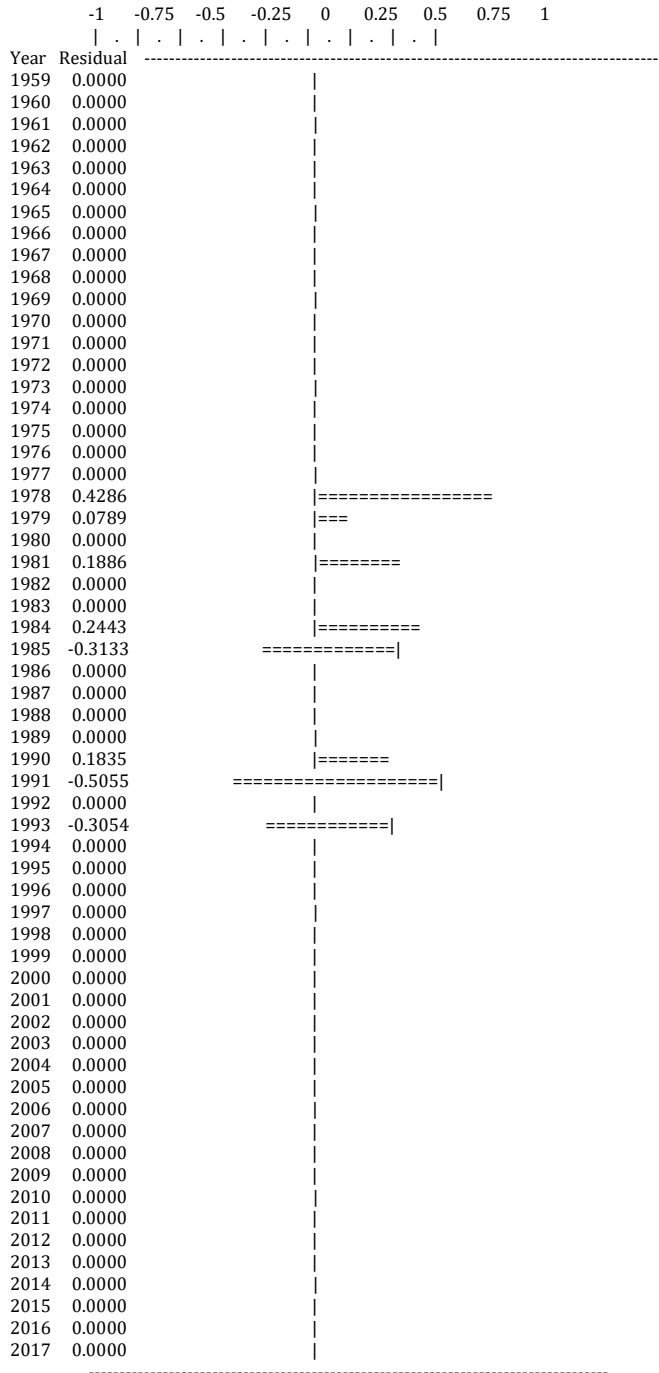 -1 -0.75 -0.5 -0.25 0 0.25 0.5 0.75 1
| . | . | . | . | . | . | . | . |
Year Residual ------------------------------------------------------------------------------------
1959 0.0000 |
1960 0.0000 |
1961 0.0000 |
1962 0.0000 |
1963 0.0000 |
1964 0.0000 |
1965 0.0000 |
1966 0.0000 |
1967 0.0000 |
1968 0.0000 |
1969 0.0000 |
1970 0.0000 |
1971 0.0000 |
1972 0.0000 |
1973 0.0000 |
1974 0.0000 |
1975 0.0000 |
1976 0.0000 |
1977 0.0000 |
1978 0.4286 |=================
1979 0.0789 |===
1980 0.0000 |
1981 0.1886 |========
1982 0.0000 |
1983 0.0000 |
1984 0.2443 |==========
1985 -0.3133 =============|
1986 0.0000 |
1987 0.0000 |
1988 0.0000 |
1989 0.0000 |
1990 0.1835 |=======
1991 -0.5055 ====================|
1992 0.0000 |
1993 -0.3054 ============|
1994 0.0000 |
1995 0.0000 |
1996 0.0000 |
1997 0.0000 |
1998 0.0000 |
1999 0.0000 |
2000 0.0000 |
2001 0.0000 |
2002 0.0000 |
2003 0.0000 |
2004 0.0000 |
2005 0.0000 |
2006 0.0000 |
2007 0.0000 |
2008 0.0000 |
2009 0.0000 |
2010 0.0000 |
2011 0.0000 |
2012 0.0000 |
2013 0.0000 |
2014 0.0000 |
2015 0.0000 |
2016 0.0000 |
2017 0.0000 |
-------------------------------------------------------------------------------------